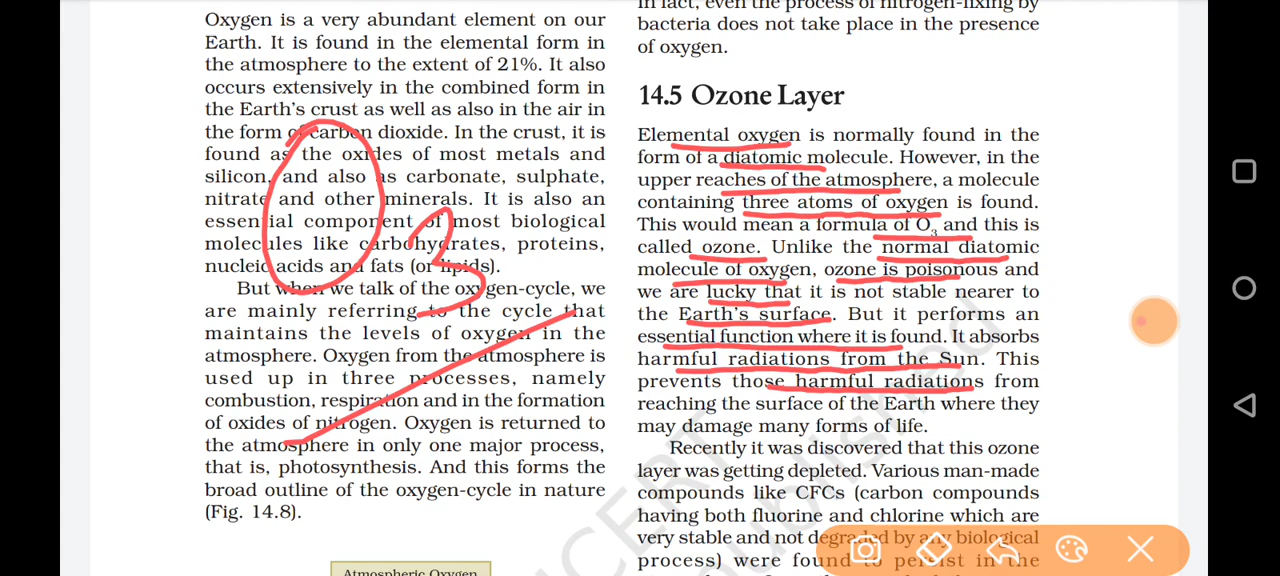 Oxygen is a very abundant element on our
Earth. It is found in the elemental form in
the atmosphere to the extent of 21%. It also
occurs extensively in the combined form in
the Earth's crust as well as also in the air in
the form of carbon dioxide. In the crust, it is
found as the oxides of most metals and
silicon, and also as carbonate, sulphate,
nitrate and other minerals. It is also an
essential component of most biological
molecules like carbohydrates, proteins,
nucleic acids and fats (or lipids).
But when we talk of the oxygen-cycle, we
are mainly referring to the cycle that
maintains the levels of oxygen in the
atmosphere. Oxygen from the atmosphere is
used up in three processes, namely
combustion, respiration and in the formation
of oxides of nitrogen. Oxygen is returned to
the atmosphere in only one major process,
that is, photosynthesis. And this forms the
broad outline of the oxygen-cycle in nature
(Fig. 14.8).
Atmospheric Oxygen
In fact, even the process of nitrogen-fixing by
bacteria does not take place in the presence
of oxygen.
14.5 Ozone Layer
Elemental oxygen is normally found in the
form of a diatomic molecule. However, in the
upper reaches of the atmosphere, a molecule
containing three atoms of oxygen is found.
This would mean a formula of O3 and this is
called ozone. Unlike the normal diatomic
molecule of oxygen, ozone is poisonous and
we are lucky that it is not stable nearer to
the Earth's surface. But it performs an
essential function where it is found. It absorbs
harmful radiations from the Sun. This
prevents those harmful radiations from
reaching the surface of the Earth where they
may damage many forms of life.
Recently it was discovered that this ozone
layer was getting depleted. Various man-made
compounds like CFCs (carbon compounds
having both fluorine and chlorine which are
very stable and not degraded by any biological
process) were found to persist in the